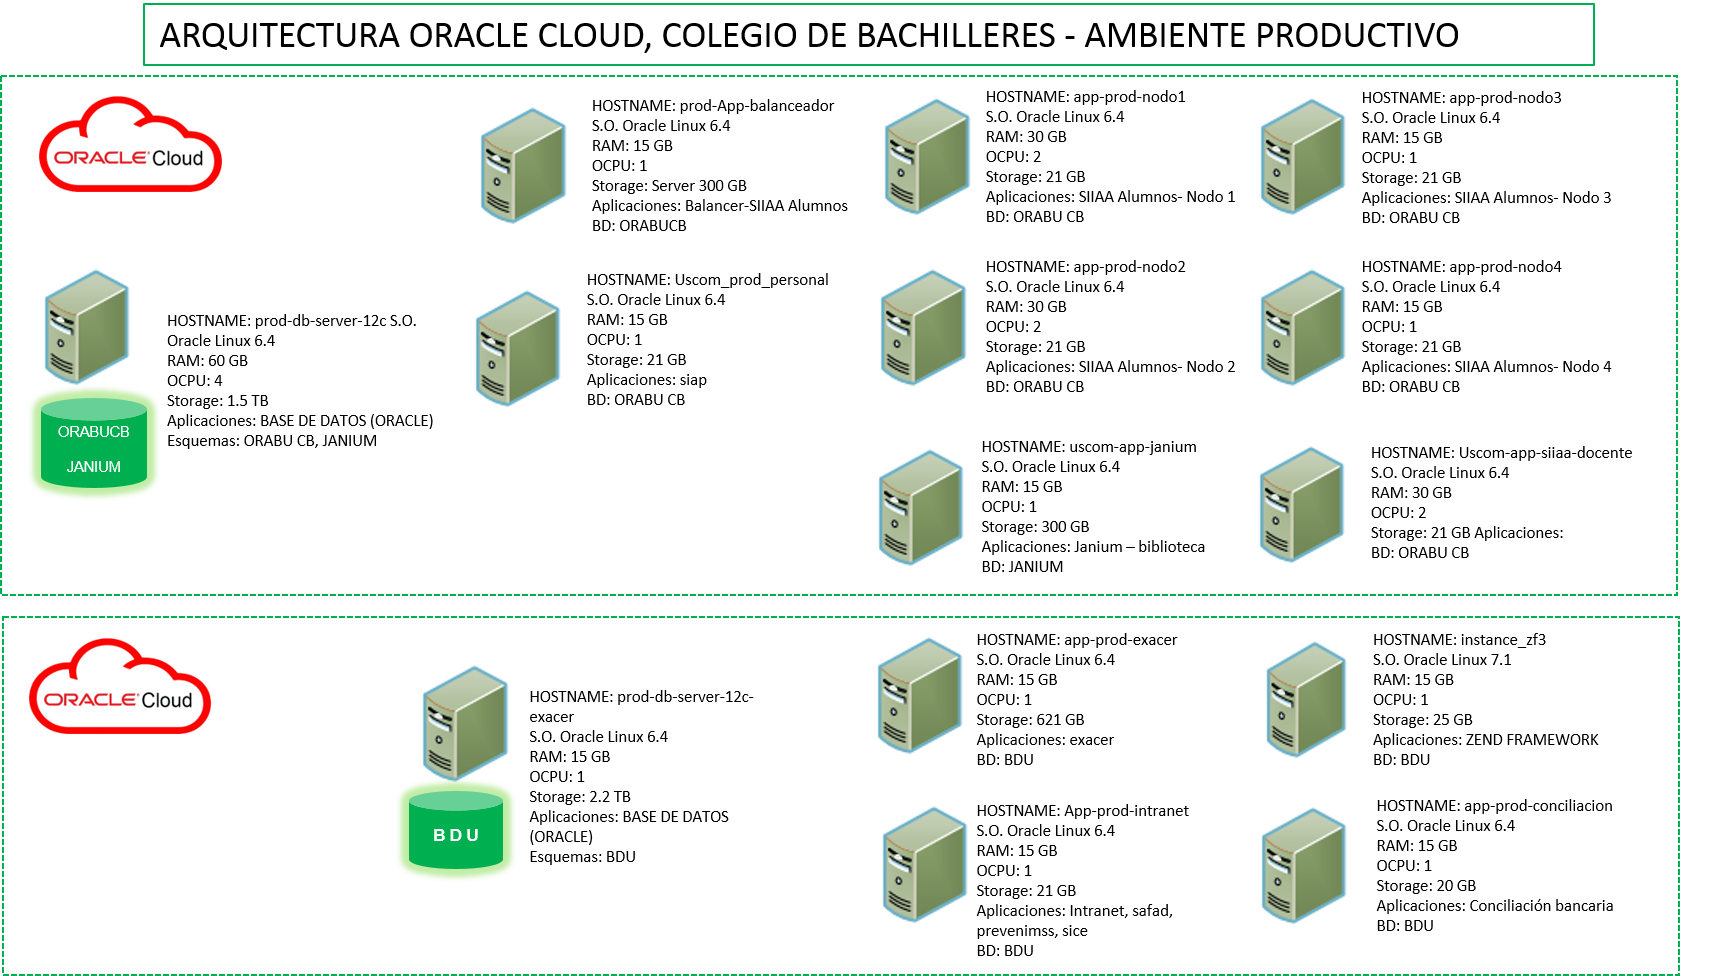 ARQUITECTURA ORACLE CLOUD, COLEGIO DE BACHILLERES - AMBIENTE PRODUCTIVO
ORACLE Cloud
HOSTNAME: prod-db-server-12c S.O.
Oracle Linux 6.4
RAM: 60 GB
OCPU: 4
Storage: 1.5 TB
Aplicaciones: BASE DE DATOS (ORACLE)
Esquemas: ORABU CB, JANIUM
ORABUCB
JANIUM
HOSTNAME: prod-App-balanceador
S.O. Oracle Linux 6.4
RAM: 15 GB
OCPU: 1
Storage: Server 300 GB
Aplicaciones: Balancer-SIIAA Alumnos
BD: ORABUCB
HOSTNAME: Uscom_prod_personal
S.O. Oracle Linux 6.4
RAM: 15 GB
OCPU: 1
Storage: 21 GB
Aplicaciones: siap
BD: ORABU CB
HOSTNAME: app-prod-nodo1
S.O. Oracle Linux 6.4
RAM: 30 GB
OCPU: 2
Storage: 21 GB
Aplicaciones: SIIAA Alumnos- Nodo 1
BD: ORABU CB
HOSTNAME: app-prod-nodo2
S.O. Oracle Linux 6.4
RAM: 30 GB
OCPU: 2
Storage: 21 GB
Aplicaciones: SIIAA Alumnos- Nodo 2
BD: ORABU CB
HOSTNAME: uscom-app-janium
S.O. Oracle Linux 6.4
RAM: 15 GB
OCPU: 1
Storage: 300 GB
Aplicaciones: Janium – biblioteca
BD: JANIUM
HOSTNAME: app-prod-nodo3
S.O. Oracle Linux 6.4
RAM: 15 GB
OCPU: 1
Storage: 21 GB
Aplicaciones: SIIAA Alumnos- Nodo 3
BD: ORABU CB
HOSTNAME: app-prod-nodo4
S.O. Oracle Linux 6.4
RAM: 15 GB
OCPU: 1
Storage: 21 GB
Aplicaciones: SIIAA Alumnos- Nodo 4
BD: ORABU CB
HOSTNAME: Uscom-app-siiaa-docente
S.O. Oracle Linux 6.4
RAM: 30 GB
OCPU: 2
Storage: 21 GB Aplicaciones:
BD: ORABU CB
ORACLE Cloud
HOSTNAME: prod-db-server-12c-
exacer
S.O. Oracle Linux 6.4
RAM: 15 GB
OCPU: 1
Storage: 2.2 TB
Aplicaciones: BASE DE DATOS
(ORACLE)
Esquemas: BDU
B D U
HOSTNAME: app-prod-exacer
S.O. Oracle Linux 6.4
RAM: 15 GB
OCPU: 1
Storage: 621 GB
Aplicaciones: exacer
BD: BDU
HOSTNAME: App-prod-intranet
S.O. Oracle Linux 6.4
RAM: 15 GB
OCPU: 1
Storage: 21 GB
Aplicaciones: Intranet, safad,
prevenimss, sice
BD: BDU
HOSTNAME: instance_zf3
S.O. Oracle Linux 7.1
RAM: 15 GB
OCPU: 1
Storage: 25 GB
Aplicaciones: ZEND FRAMEWORK
BD: BDU
HOSTNAME: app-prod-conciliacion
S.O. Oracle Linux 6.4
RAM: 15 GB
OCPU: 1
Storage: 20 GB
Aplicaciones: Conciliación bancaria
BD: BDU